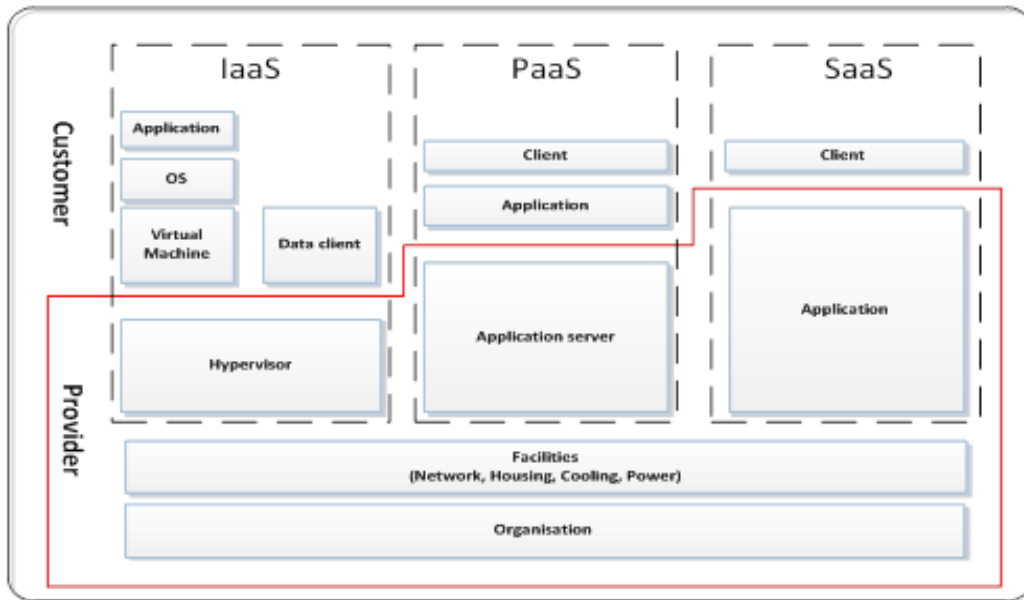 IaaS
PaaS
SaaS
Customer
Application
OS
Virtual
Machine
Data client
Client
Application
Client
Provider
Hypervisor
Application server
Application
Facilities
(Network, Housing, Cooling, Power)
Organisation